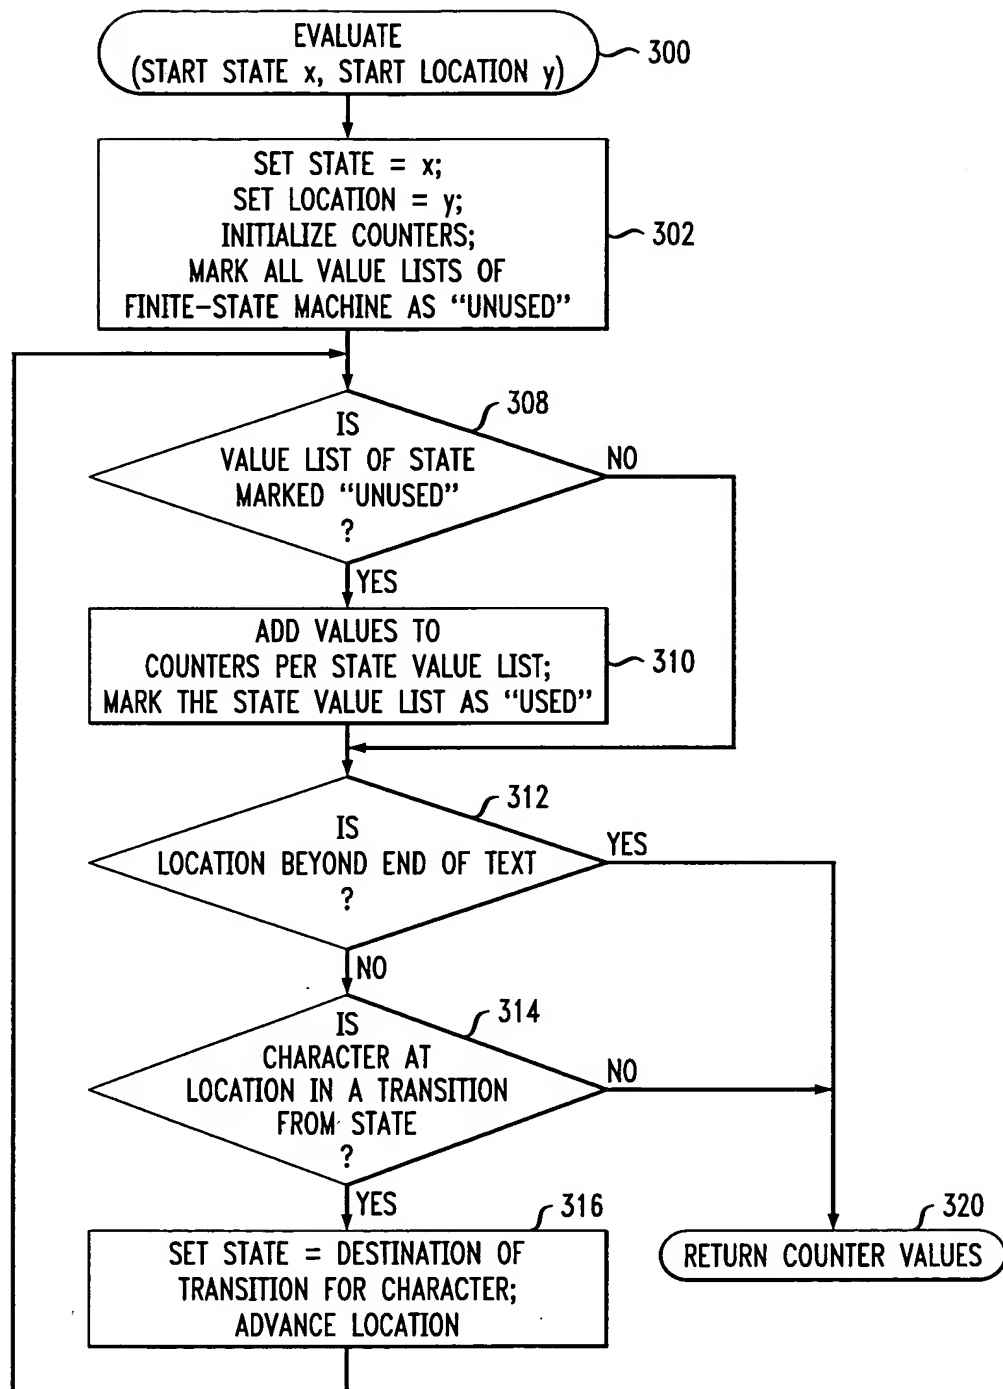 EVALUATE
(START STATE x, START LOCATION y)
300
SET STATE = x;
SET LOCATION = y;
INITIALIZE COUNTERS;
MARK ALL VALUE LISTS OF
FINITE-STATE MACHINE AS “UNUSED”
302
308
IS
VALUE LIST OF STATE
MARKED “UNUSED”
?
NO
YES
ADD VALUES TO
COUNTERS PER STATE VALUE LIST;
MARK THE STATE VALUE LIST AS “USED”
310
312
IS
LOCATION BEYOND END OF TEXT
?
YES
NO
314
IS
CHARACTER AT
LOCATION IN A TRANSITION
FROM STATE
?
NO
YES
316
SET STATE = DESTINATION OF
TRANSITION FOR CHARACTER;
ADVANCE LOCATION
320
RETURN COUNTER VALUES